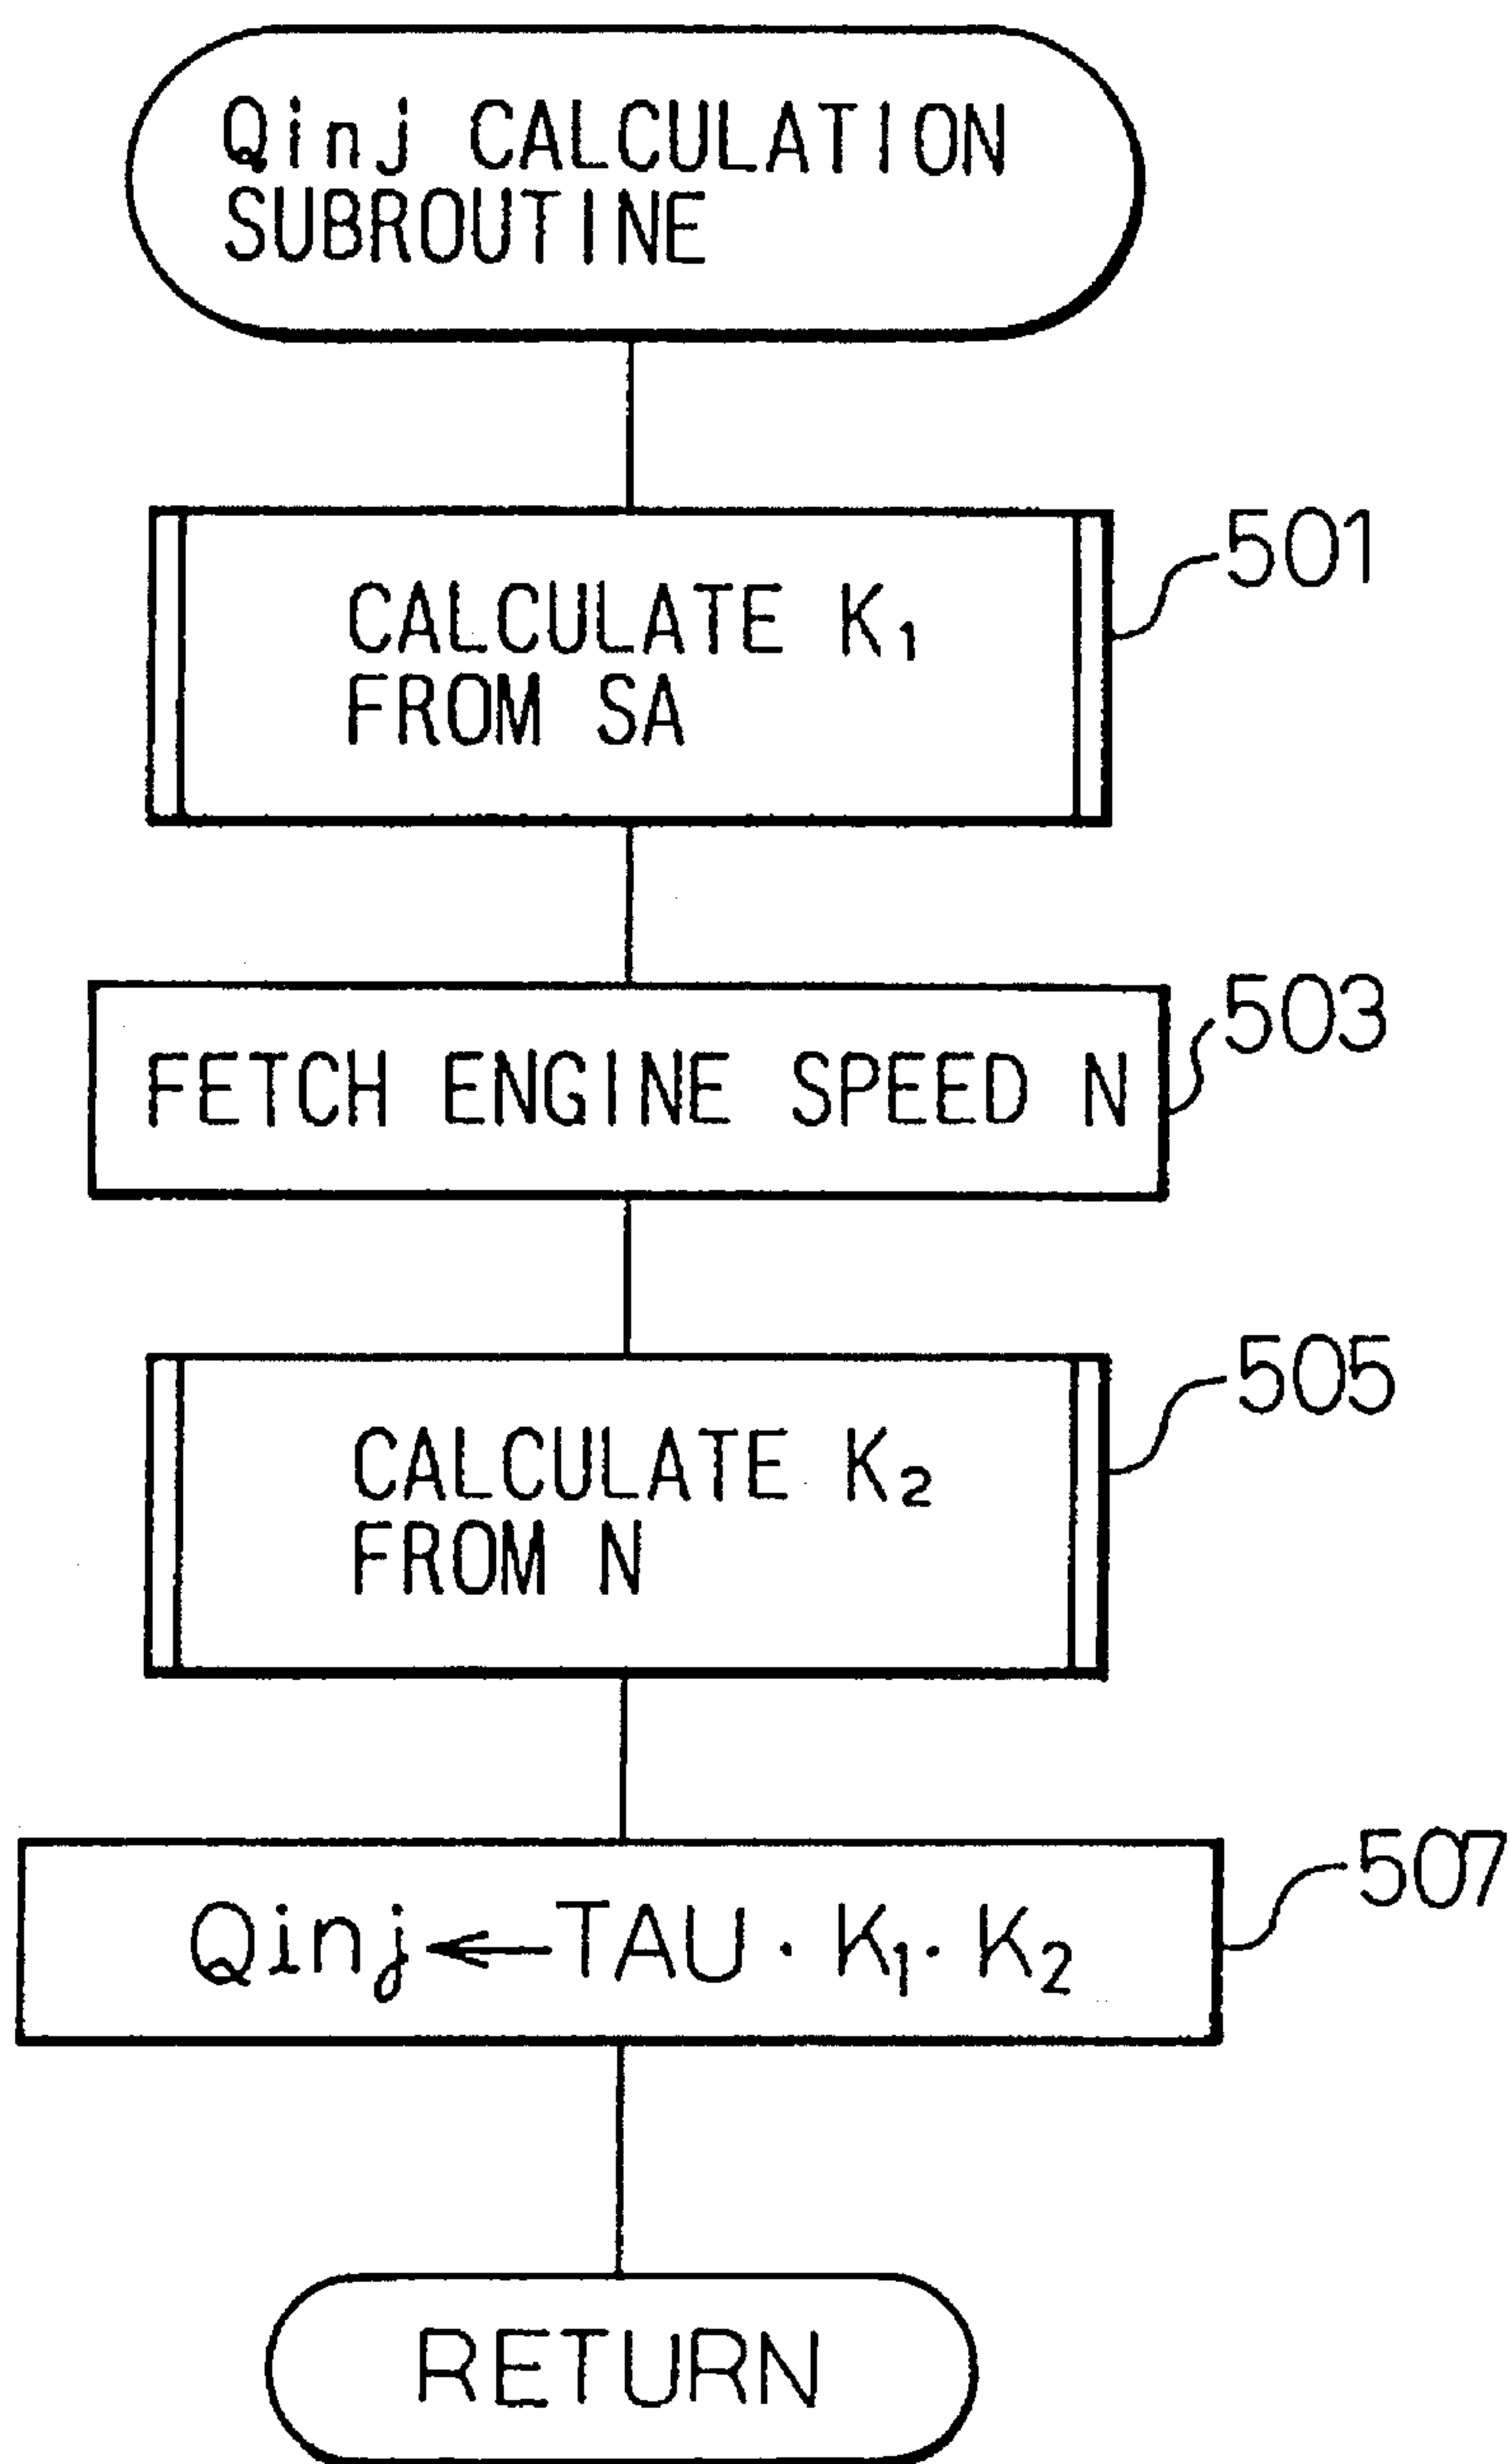 Qinj CALCULATION
SUBROUTINE
CALCULATE K₁
FROM SA
501
FETCH ENGINE SPEED N
503
CALCULATE K₂
FROM N
505
Qinj ← TAU · K₁ · K₂
507
RETURN